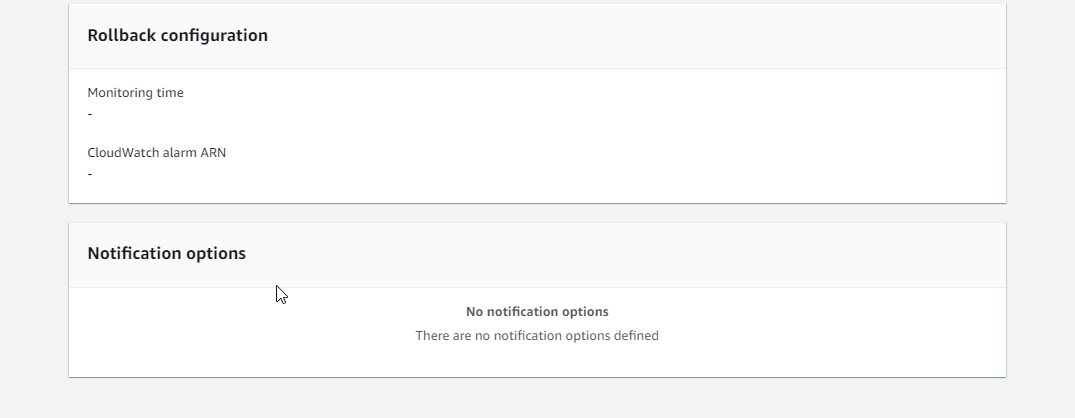 Rollback configuration
Monitoring time
-
CloudWatch alarm ARN
-
Notification options
No notification options
There are no notification options defined